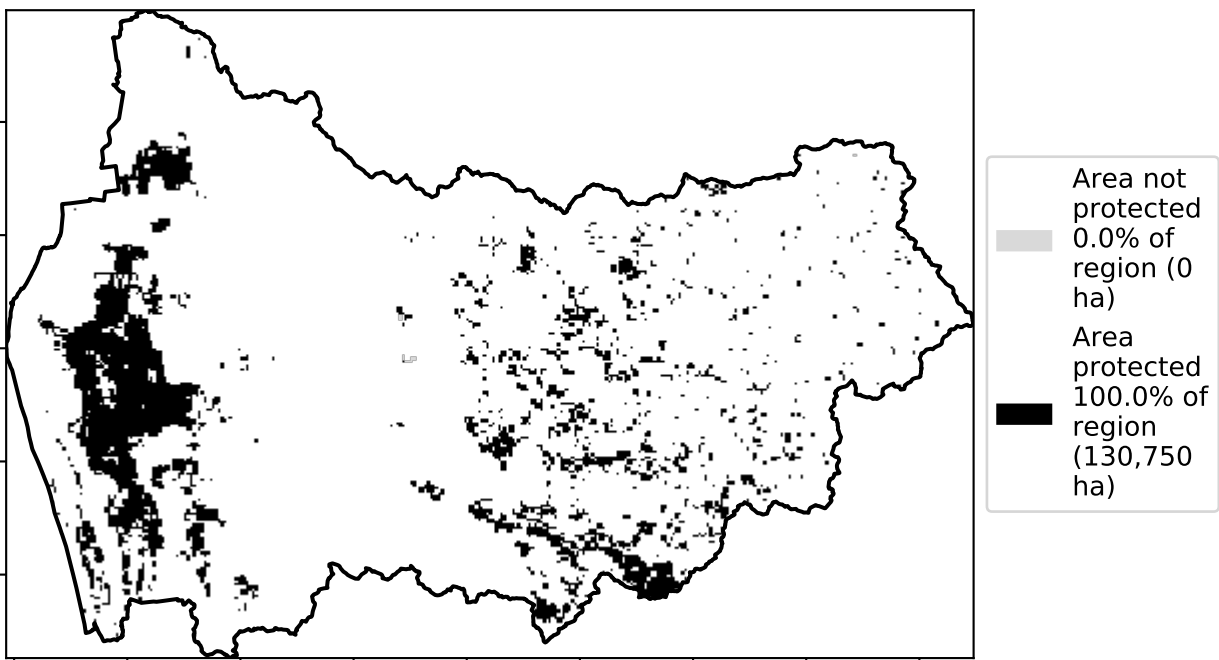 Area not
protected
0.0% of
region (0
ha)
Area
protected
100.0% of
region
(130,750
ha)